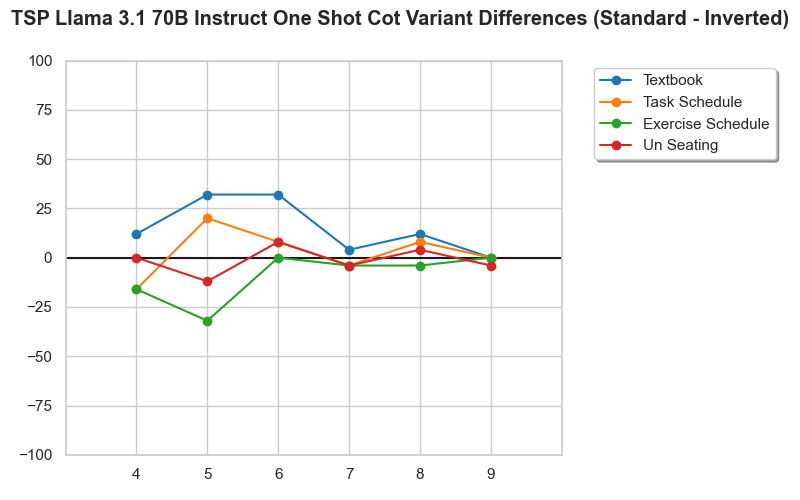 TSP Llama 3.1 70B Instruct One Shot Cot Variant Differences (Standard - Inverted)
100
75
50
25
0
−25
−50
−75
−100
4 5 6 7 8 9
Textbook
Task Schedule
Exercise Schedule
Un Seating